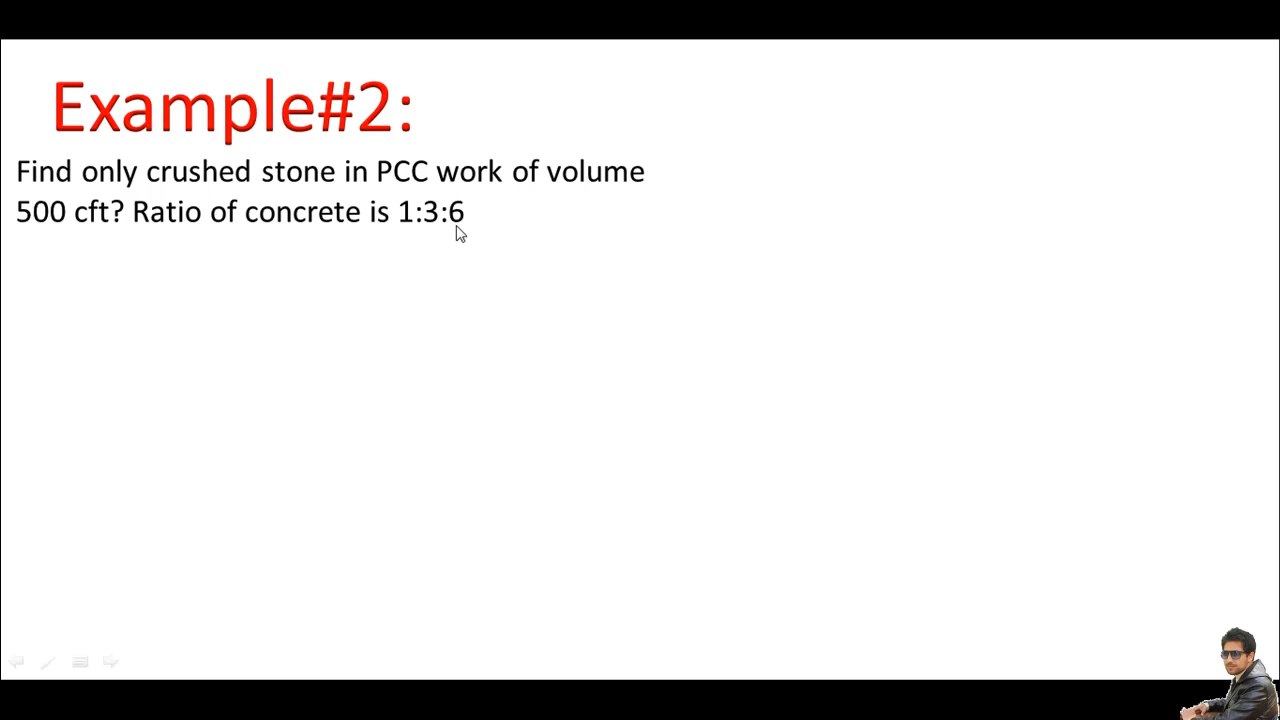 Example#2:
Find only crushed stone in PCC work of volume
500 cft? Ratio of concrete is 1:3:6